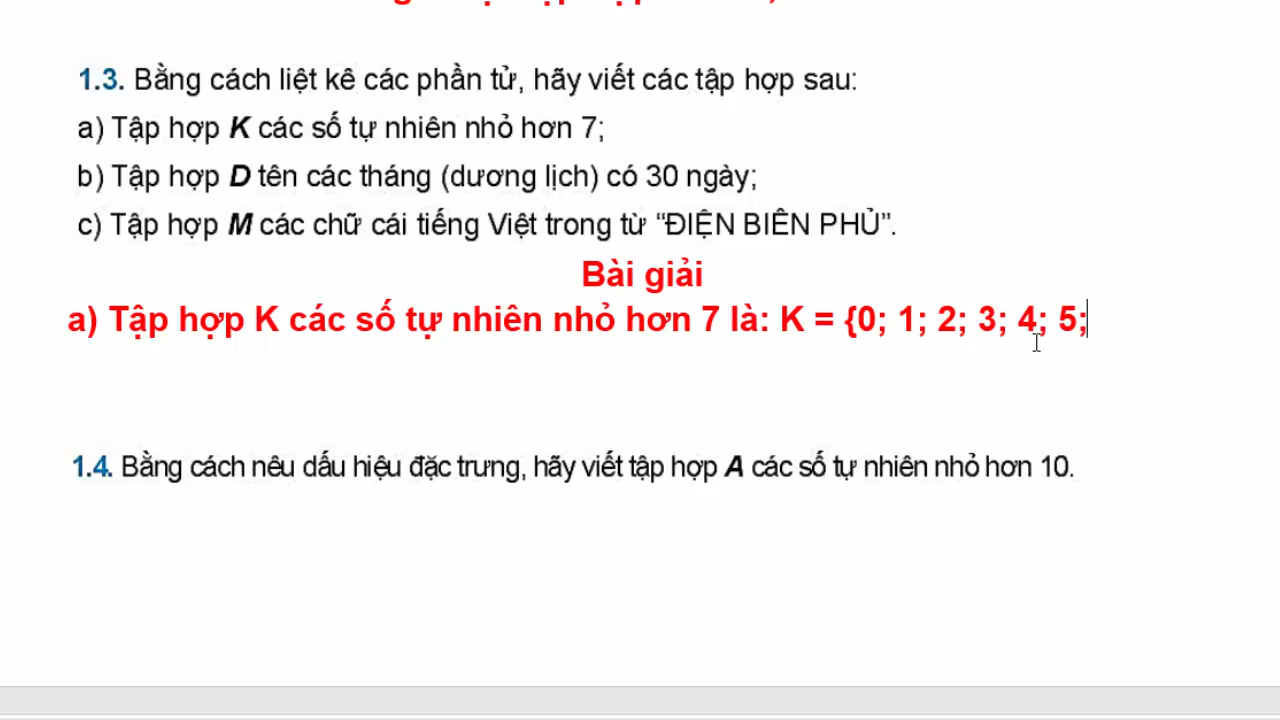 1.3. Bằng cách liệt kê các phần tử, hãy viết các tập hợp sau:
a) Tập hợp K các số tự nhiên nhỏ hơn 7;
b) Tập hợp D tên các tháng (dương lịch) có 30 ngày;
c) Tập hợp M các chữ cái tiếng Việt trong từ “ĐIỆN BIÊN PHỦ”.
Bài giải
a) Tập hợp K các số tự nhiên nhỏ hơn 7 là: K = {0; 1; 2; 3; 4; 5;
1.4. Bằng cách nêu dấu hiệu đặc trưng, hãy viết tập hợp A các số tự nhiên nhỏ hơn 10.